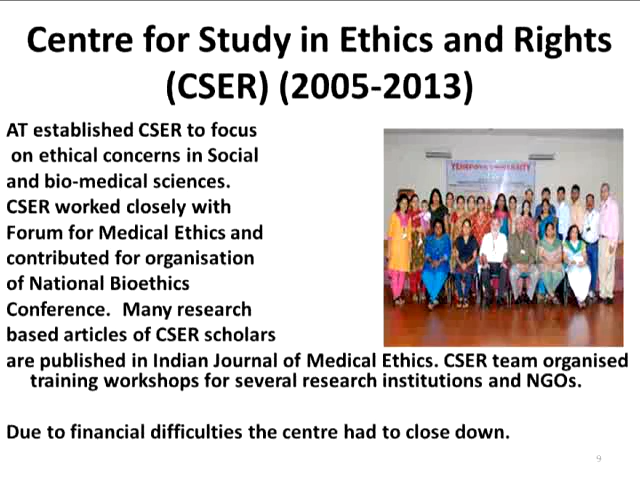 Centre for Study in Ethics and Rights
(CSER) (2005-2013)
AT established CSER to focus
on ethical concerns in Social
and bio-medical sciences.
CSER worked closely with
Forum for Medical Ethics and
contributed for organisation
of National Bioethics
Conference. Many research
based articles of CSER scholars
are published in Indian Journal of Medical Ethics. CSER team organised
training workshops for several research institutions and NGOs.
Due to financial difficulties the centre had to close down.
YENEPOYA UNIVERSITY
9